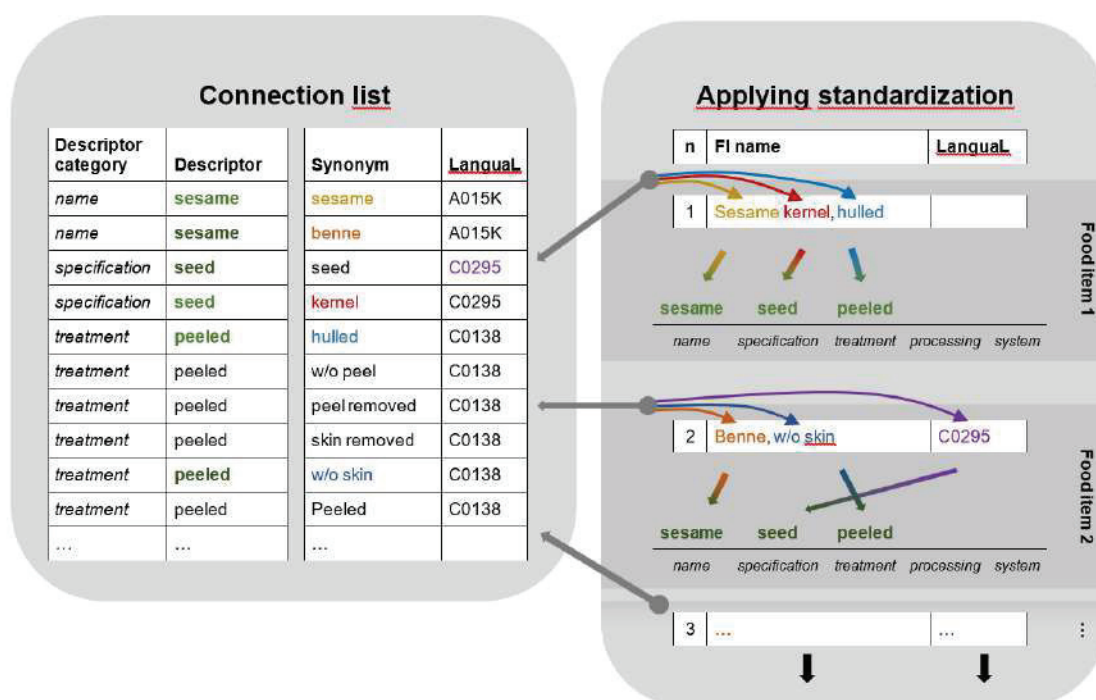 Connection list
Descriptor category Descriptor Synonym LanguaL
name sesame sesame A015K
name sesame benne A015K
specification seed seed C0295
specification seed kernel C0295
treatment peeled hulled C0138
treatment peeled w/o peel C0138
treatment peeled peel removed C0138
treatment peeled skin removed C0138
treatment peeled w/o skin C0138
treatment peeled Peeled C0138
... ... ...
Applying standardization
n FI name LanguaL
1 Sesame kernel, hulled
sesame seed peeled
name specification treatment processing system
Food item 1
2 Benne, w/o skin C0295
sesame seed peeled
name specification treatment processing system
Food item 2
3 ... ...
...